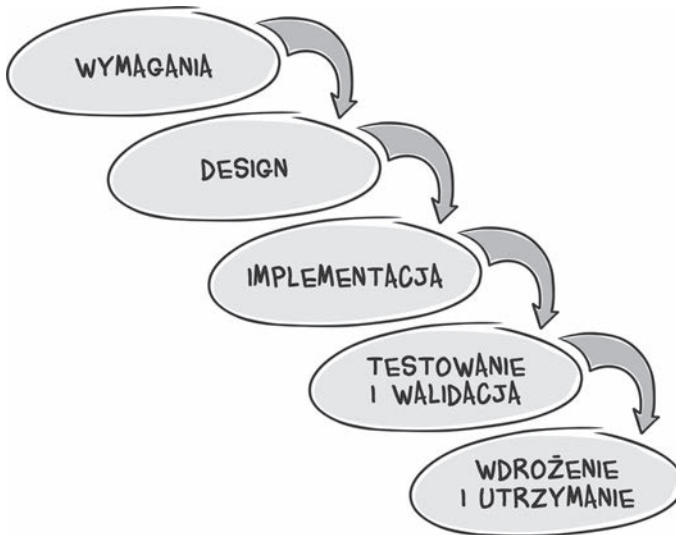 WYMAGANIA
DESIGN
IMPLEMENTACJA
TESTOWANIE
I WALIDACJA
WDROŻENIE
I UTRZYMANIE